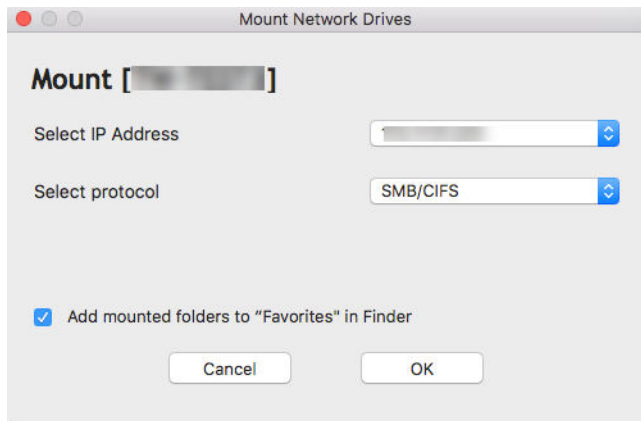 Mount Network Drives
Mount [ ]
Select IP Address
Select protocol SMB/CIFS
Add mounted folders to “Favorites" in Finder
Cancel OK